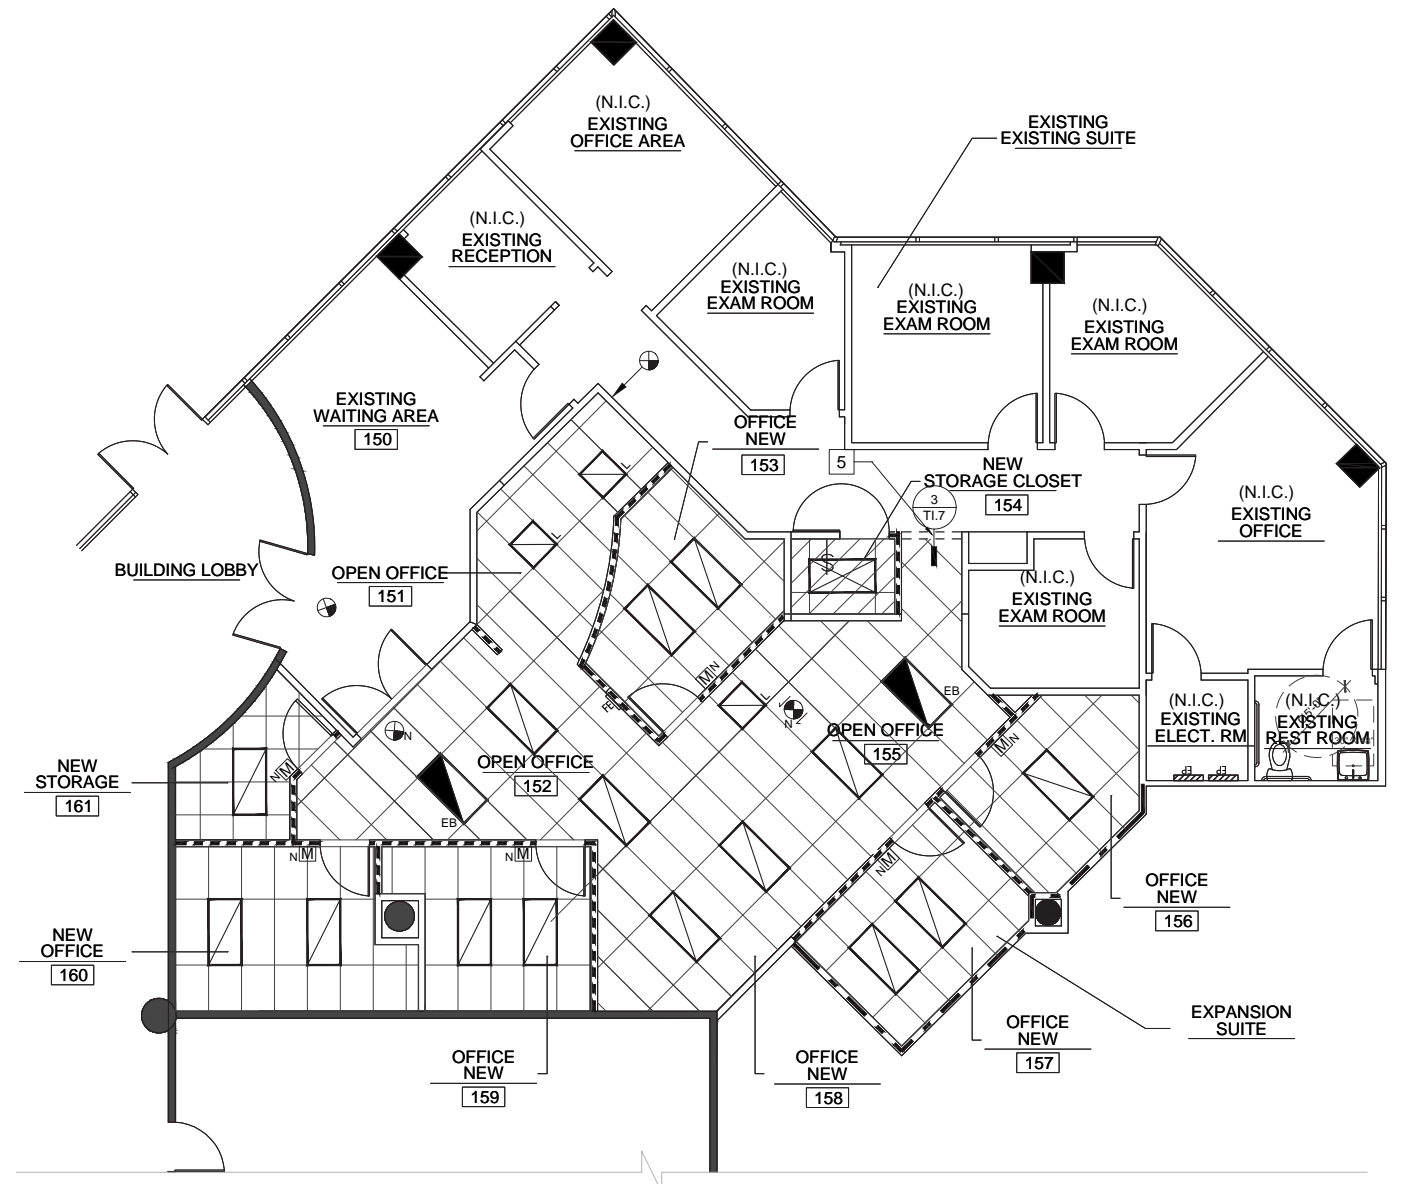 (N.I.C.)
EXISTING
OFFICE AREA
EXISTING
EXISTING SUITE
(N.I.C.)
EXISTING
RECEPTION
(N.I.C.)
EXISTING
EXAM ROOM
(N.I.C.)
EXISTING
EXAM ROOM
(N.I.C.)
EXISTING
EXAM ROOM
EXISTING
WAITING AREA
150
OFFICE
NEW
153
5
NEW
STORAGE CLOSET
154
3
TI.7
(N.I.C.)
EXISTING
OFFICE
BUILDING LOBBY
OPEN OFFICE
151
L
L
$
(N.I.C.)
EXISTING
EXAM ROOM
M N
FE
EB
L
N
N
OPEN OFFICE
155
M N
(N.I.C.)
EXISTING
ELECT. RM
(N.I.C.)
EXISTING
REST ROOM
OPEN OFFICE
152
EB
NEW
STORAGE
161
N M
N M
N M
N M
OFFICE
NEW
156
NEW
OFFICE
160
EXPANSION
SUITE
OFFICE
NEW
157
OFFICE
NEW
159
OFFICE
NEW
158